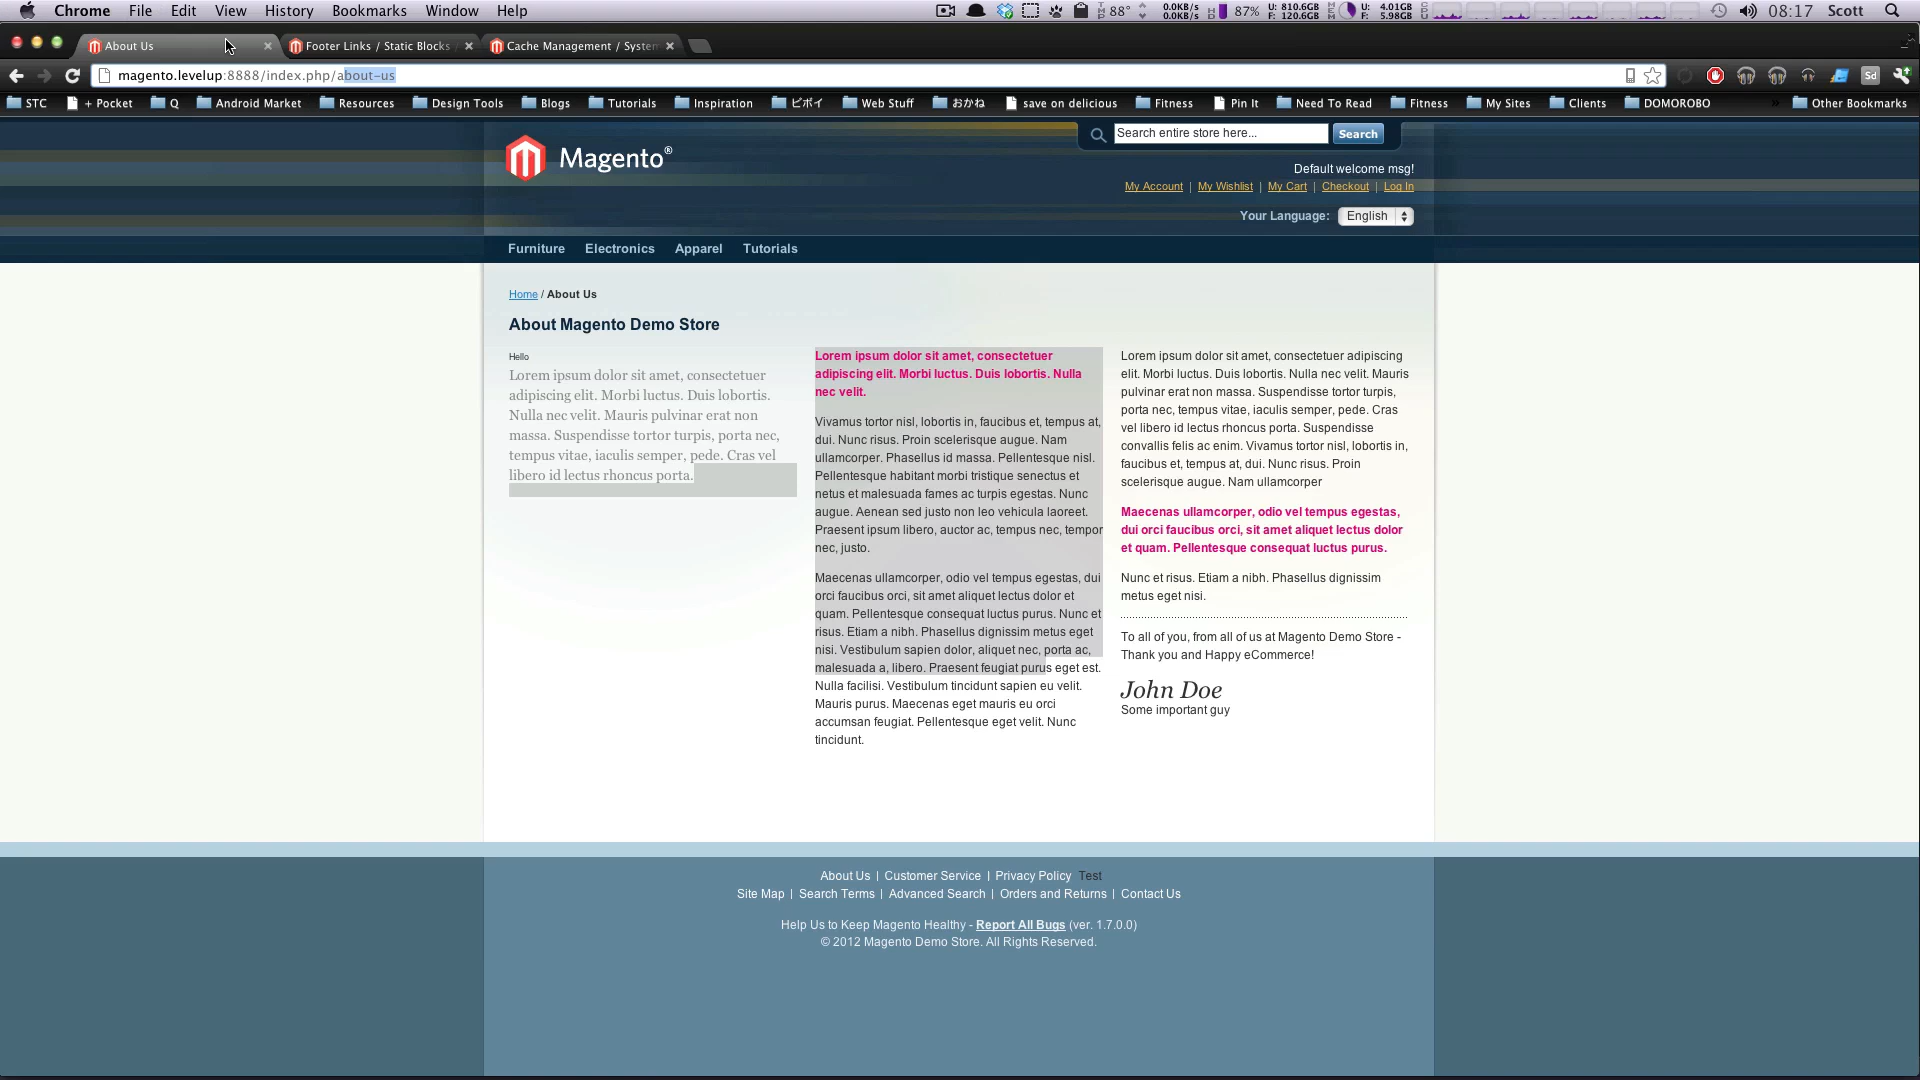 Chrome File Edit View History Bookmarks Window Help 88° 0.0KB/s 0.0KB/s 87% U: 810.6GB F: 120.6GB U: 4.01GB F: 5.98GB 08:17 Scott
About Us Footer Links / Static Blocks Cache Management / System
magento.levelup:8888/index.php/about-us
STC + Pocket Q Android Market Resources Design Tools Blogs Tutorials Inspiration ビボイ Web Stuff おかね save on delicious Fitness Pin It Need To Read Fitness My Sites Clients DOMOROBO » Other Bookmarks
Magento®
Search entire store here... Search
Default welcome msg!
My Account | My Wishlist | My Cart | Checkout | Log In
Your Language: English
Furniture Electronics Apparel Tutorials
Home / About Us
About Magento Demo Store
Hello
Lorem ipsum dolor sit amet, consectetuer
adipiscing elit. Morbi luctus. Duis lobortis.
Nulla nec velit. Mauris pulvinar erat non
massa. Suspendisse tortor turpis, porta nec,
tempus vitae, iaculis semper, pede. Cras vel
libero id lectus rhoncus porta.
Lorem ipsum dolor sit amet, consectetuer
adipiscing elit. Morbi luctus. Duis lobortis. Nulla
nec velit.
Vivamus tortor nisl, lobortis in, faucibus et, tempus at,
dui. Nunc risus. Proin scelerisque augue. Nam
ullamcorper. Phasellus id massa. Pellentesque nisl.
Pellentesque habitant morbi tristique senectus et
netus et malesuada fames ac turpis egestas. Nunc
augue. Aenean sed justo non leo vehicula laoreet.
Praesent ipsum libero, auctor ac, tempus nec, tempor
nec, justo.
Maecenas ullamcorper, odio vel tempus egestas, dui
orci faucibus orci, sit amet aliquet lectus dolor et
quam. Pellentesque consequat luctus purus. Nunc et
risus. Etiam a nibh. Phasellus dignissim metus eget
nisi. Vestibulum sapien dolor, aliquet nec, porta ac,
malesuada a, libero. Praesent feugiat purus eget est.
Nulla facilisi. Vestibulum tincidunt sapien eu velit.
Mauris purus. Maecenas eget mauris eu orci
accumsan feugiat. Pellentesque eget velit. Nunc
tincidunt.
Lorem ipsum dolor sit amet, consectetuer adipiscing
elit. Morbi luctus. Duis lobortis. Nulla nec velit. Mauris
pulvinar erat non massa. Suspendisse tortor turpis,
porta nec, tempus vitae, iaculis semper, pede. Cras
vel libero id lectus rhoncus porta. Suspendisse
convallis felis ac enim. Vivamus tortor nisl, lobortis in,
faucibus et, tempus at, dui. Nunc risus. Proin
scelerisque augue. Nam ullamcorper
Maecenas ullamcorper, odio vel tempus egestas,
dui orci faucibus orci, sit amet aliquet lectus dolor
et quam. Pellentesque consequat luctus purus.
Nunc et risus. Etiam a nibh. Phasellus dignissim
metus eget nisi.
To all of you, from all of us at Magento Demo Store -
Thank you and Happy eCommerce!
John Doe
Some important guy
About Us | Customer Service | Privacy Policy Test
Site Map | Search Terms | Advanced Search | Orders and Returns | Contact Us
Help Us to Keep Magento Healthy - Report All Bugs (ver. 1.7.0.0)
© 2012 Magento Demo Store. All Rights Reserved.